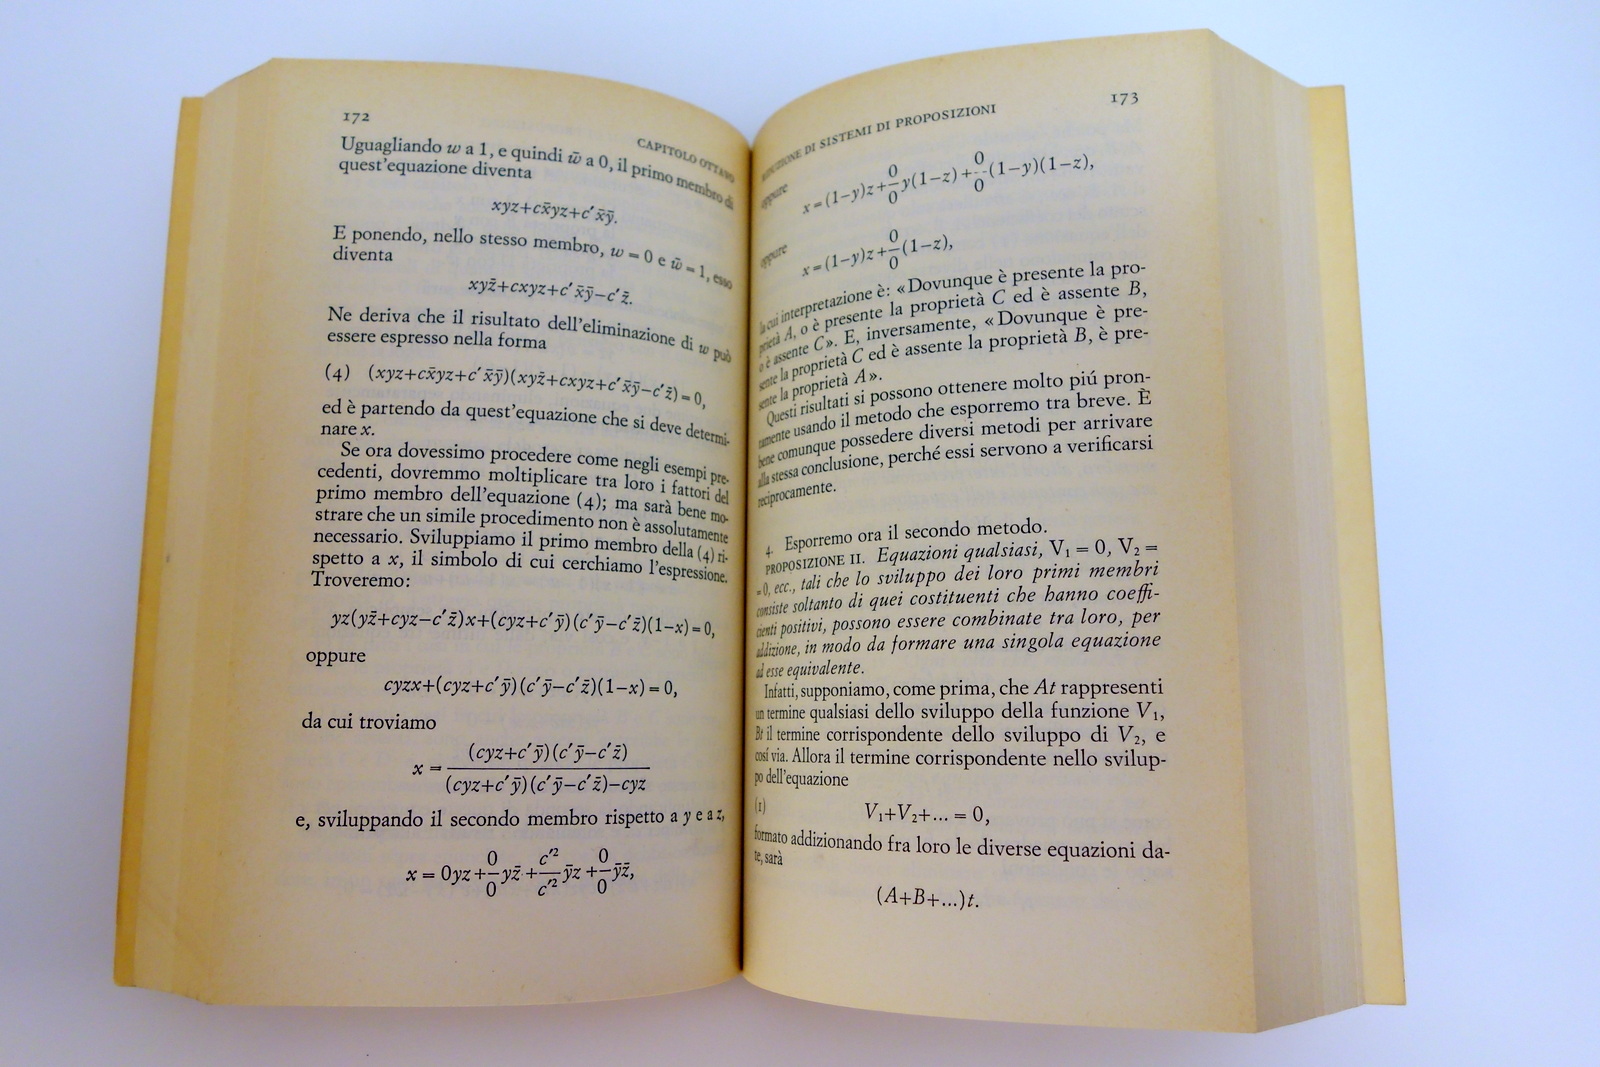 172
CAPITOLO OTTAVO
Uguagliando w a 1, e quindi w̄ a 0, il primo membro di
quest'equazione diventa
xyz+cx̄yz+c′x̄ȳ.
E ponendo, nello stesso membro, w = 0 e w̄ = 1, esso
diventa
xyz̄+cxyz+c′x̄ȳ−c′z̄.
Ne deriva che il risultato dell'eliminazione di w può
essere espresso nella forma
(4) (xyz+cx̄yz+c′x̄ȳ)(xyz̄+cxyz+c′x̄ȳ−c′z̄) = 0,
ed è partendo da quest'equazione che si deve determi-
nare x.
Se ora dovessimo procedere come negli esempi pre-
cedenti, dovremmo moltiplicare tra loro i fattori del
primo membro dell'equazione (4); ma sarà bene mo-
strare che un simile procedimento non è assolutamente
necessario. Sviluppiamo il primo membro della (4) ri-
spetto a x, il simbolo di cui cerchiamo l'espressione.
Troveremo:
yz(yz̄+cyz−c′z̄)x+(cyz+c′ȳ)(c′ȳ−c′z̄)(1−x) = 0,
oppure
cyzx+(cyz+c′ȳ)(c′ȳ−c′z̄)(1−x) = 0,
da cui troviamo
x = (cyz+c′ȳ)(c′ȳ−c′z̄)
(cyz+c′ȳ)(c′ȳ−c′z̄)−cyz
e, sviluppando il secondo membro rispetto a y e a z,
x = 0yz + 0/0 yz̄ + c′²/c′² ȳz + 0/0 ȳz̄,
173
DI SISTEMI DI PROPOSIZIONI
oppure
x = (1−y)z + 0/0 y(1−z) + 0/0 (1−y)(1−z),
oppure
x = (1−y)z + 0/0 (1−z),
la cui interpretazione è: «Dovunque è presente la pro-
prietà A, o è presente la proprietà C ed è assente B,
o è assente C». E, inversamente, «Dovunque è pre-
sente la proprietà C ed è assente la proprietà B, è pre-
sente la proprietà A».
Questi risultati si possono ottenere molto piú pron-
tamente usando il metodo che esporremo tra breve. È
bene comunque possedere diversi metodi per arrivare
alla stessa conclusione, perché essi servono a verificarsi
reciprocamente.
4. Esporremo ora il secondo metodo.
PROPOSIZIONE II. Equazioni qualsiasi, V₁ = 0, V₂ =
= 0, ecc., tali che lo sviluppo dei loro primi membri
consiste soltanto di quei costituenti che hanno coeffi-
cienti positivi, possono essere combinate tra loro, per
addizione, in modo da formare una singola equazione
ad esse equivalente.
Infatti, supponiamo, come prima, che At rappresenti
un termine qualsiasi dello sviluppo della funzione V₁,
Bt il termine corrispondente dello sviluppo di V₂, e
cosí via. Allora il termine corrispondente nello svilup-
po dell'equazione
(1) V₁+V₂+... = 0,
formato addizionando fra loro le diverse equazioni da-
te, sarà
(A+B+...)t.